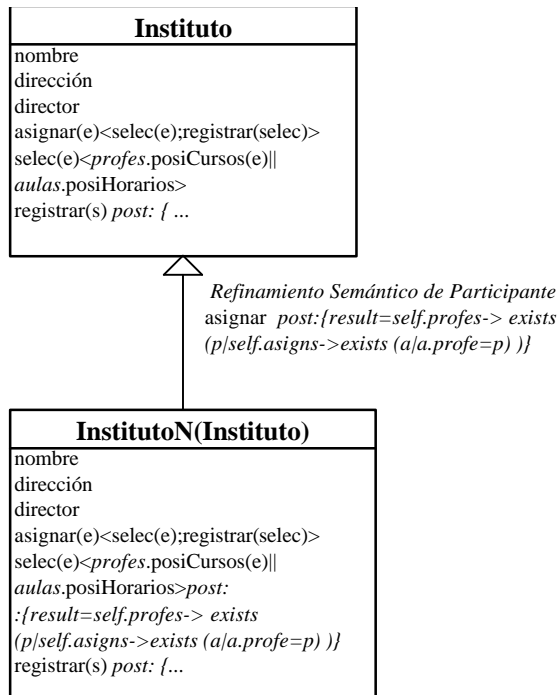 Instituto
nombre
dirección
director
asignar(e)<selec(e);registrar(selec)>
selec(e)<profes.posiCursos(e)||
aulas.posiHorarios>
registrar(s) post: { ...
Refinamiento Semántico de Participante
asignar post:{result=self.profes-> exists
(p/self.asigns->exists (a/a.profe=p) )}
InstitutoN(Instituto)
nombre
dirección
director
asignar(e)<selec(e);registrar(selec)>
selec(e)<profes.posiCursos(e)||
aulas.posiHorarios>post:
:{result=self.profes-> exists
(p/self.asigns->exists (a/a.profe=p) )}
registrar(s) post: {...